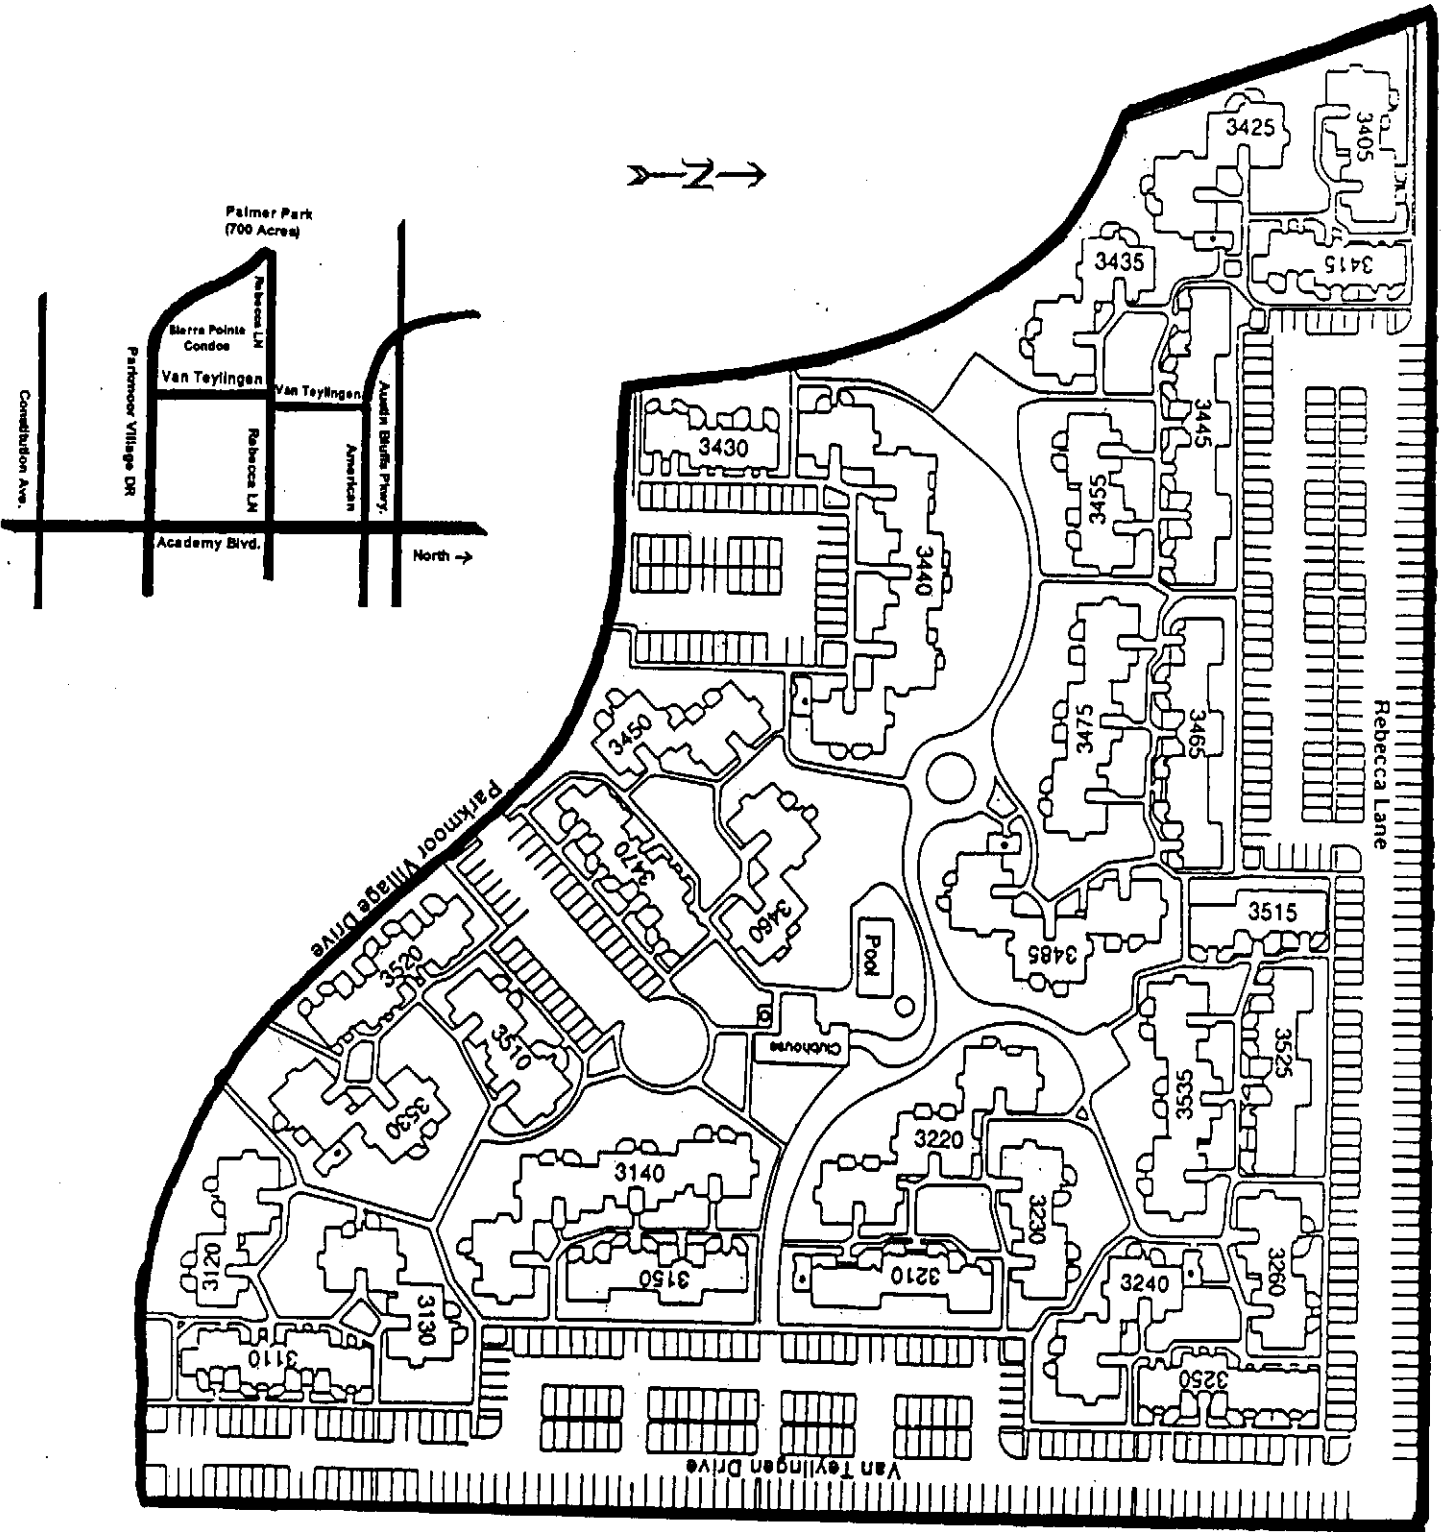 3425
3405
N
3415
3435
Palmer Park
(700 Acres)
Rebecca LN
Sierra Pointe
Condos
Van Teylingen
Van Teylingen
Parkmoor Village DR
Constitution Ave.
Rebecca LN
American
Austin Bluffs Pkwy.
Academy Blvd.
North →
3445
3430
3455
3440
3475
3465
Rebecca Lane
3450
3470
3460
Parkmoor Village Drive
3520
3510
3530
Pool
Clubhouse
3485
3515
3525
3535
3220
3230
3140
3150
3210
3240
3260
3250
3120
3130
3110
Van Teylingen Drive